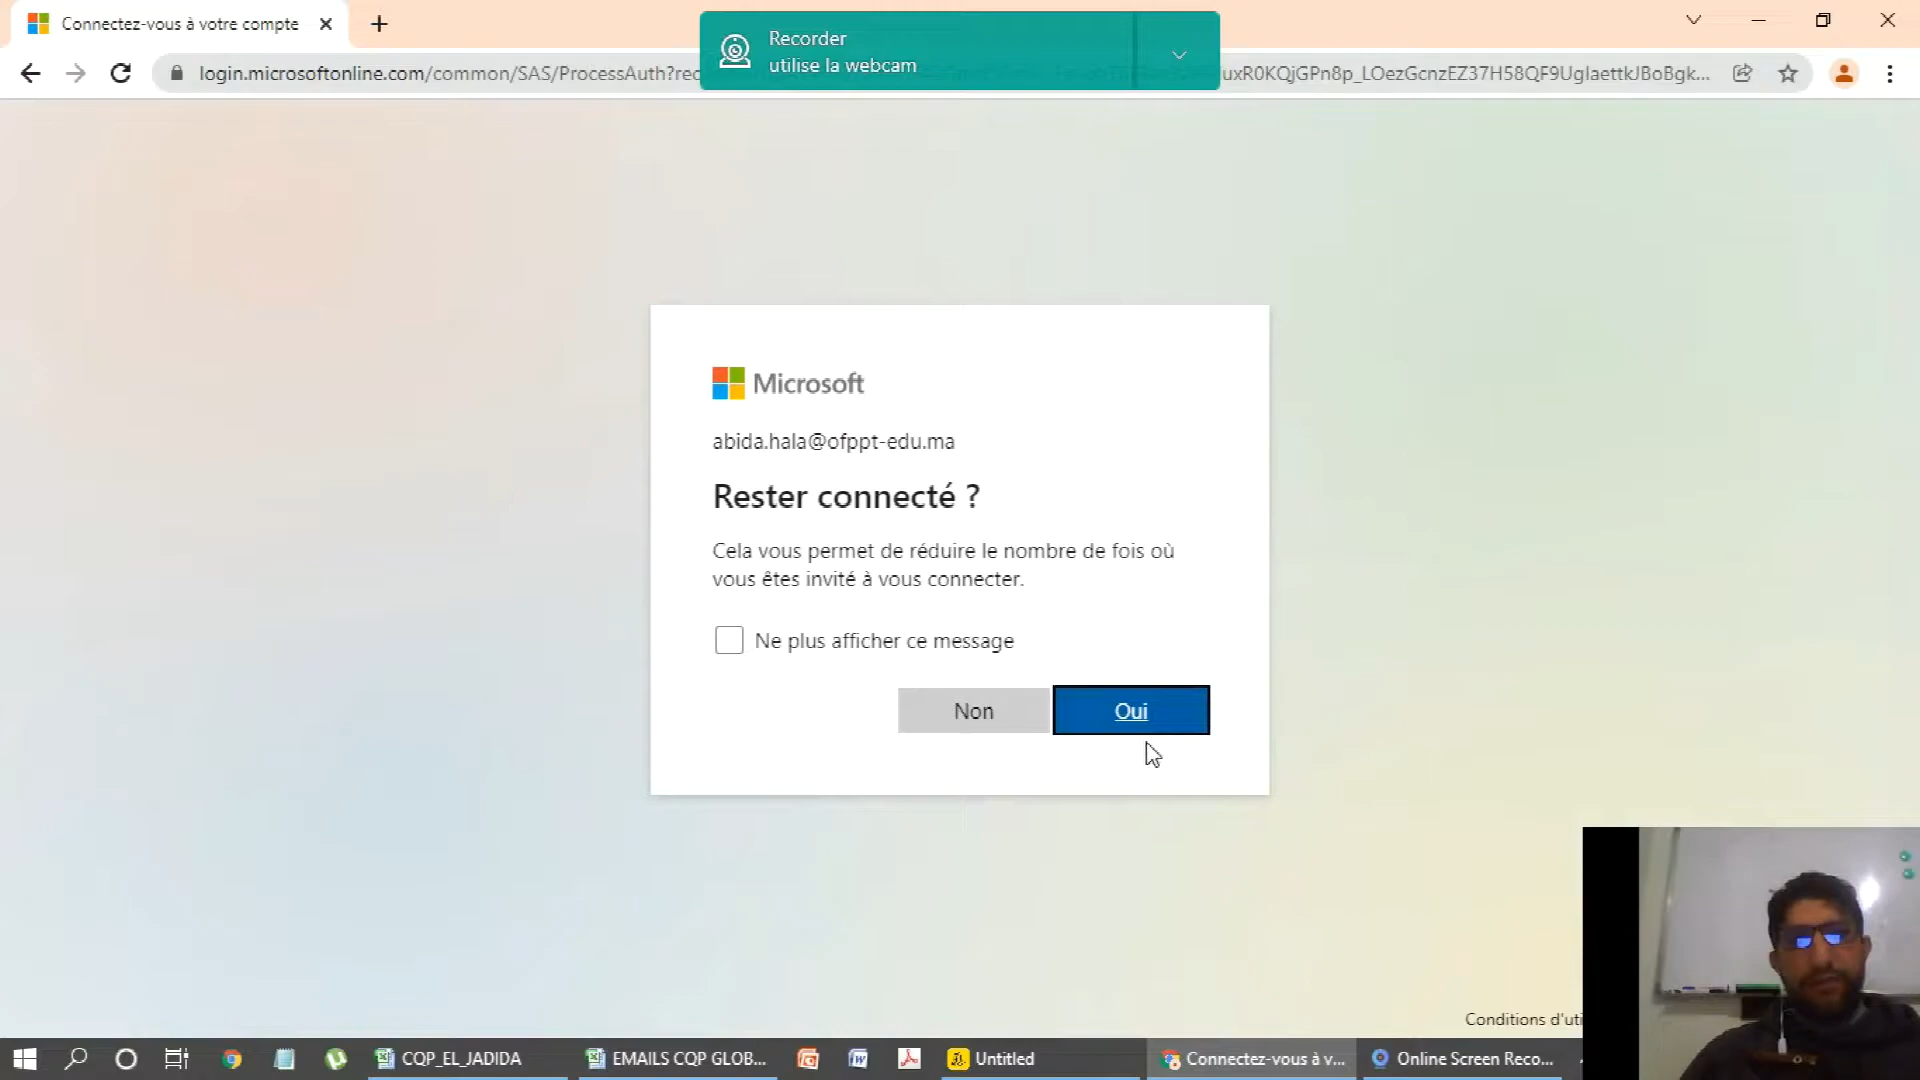 Connectez-vous à votre compte
Recorder
utilise la webcam
login.microsoftonline.com/common/SAS/ProcessAuth?rec
uxR0KQjGPn8p_LOezGcnzEZ37H58QF9UglaettkJBoBgk...
Microsoft
abida.hala@ofppt-edu.ma
Rester connecté ?
Cela vous permet de réduire le nombre de fois où
vous êtes invité à vous connecter.
Ne plus afficher ce message
Non
Oui
Conditions d'uti
CQP_EL_JADIDA
EMAILS CQP GLOB...
Untitled
Connectez-vous à v...
Online Screen Reco...